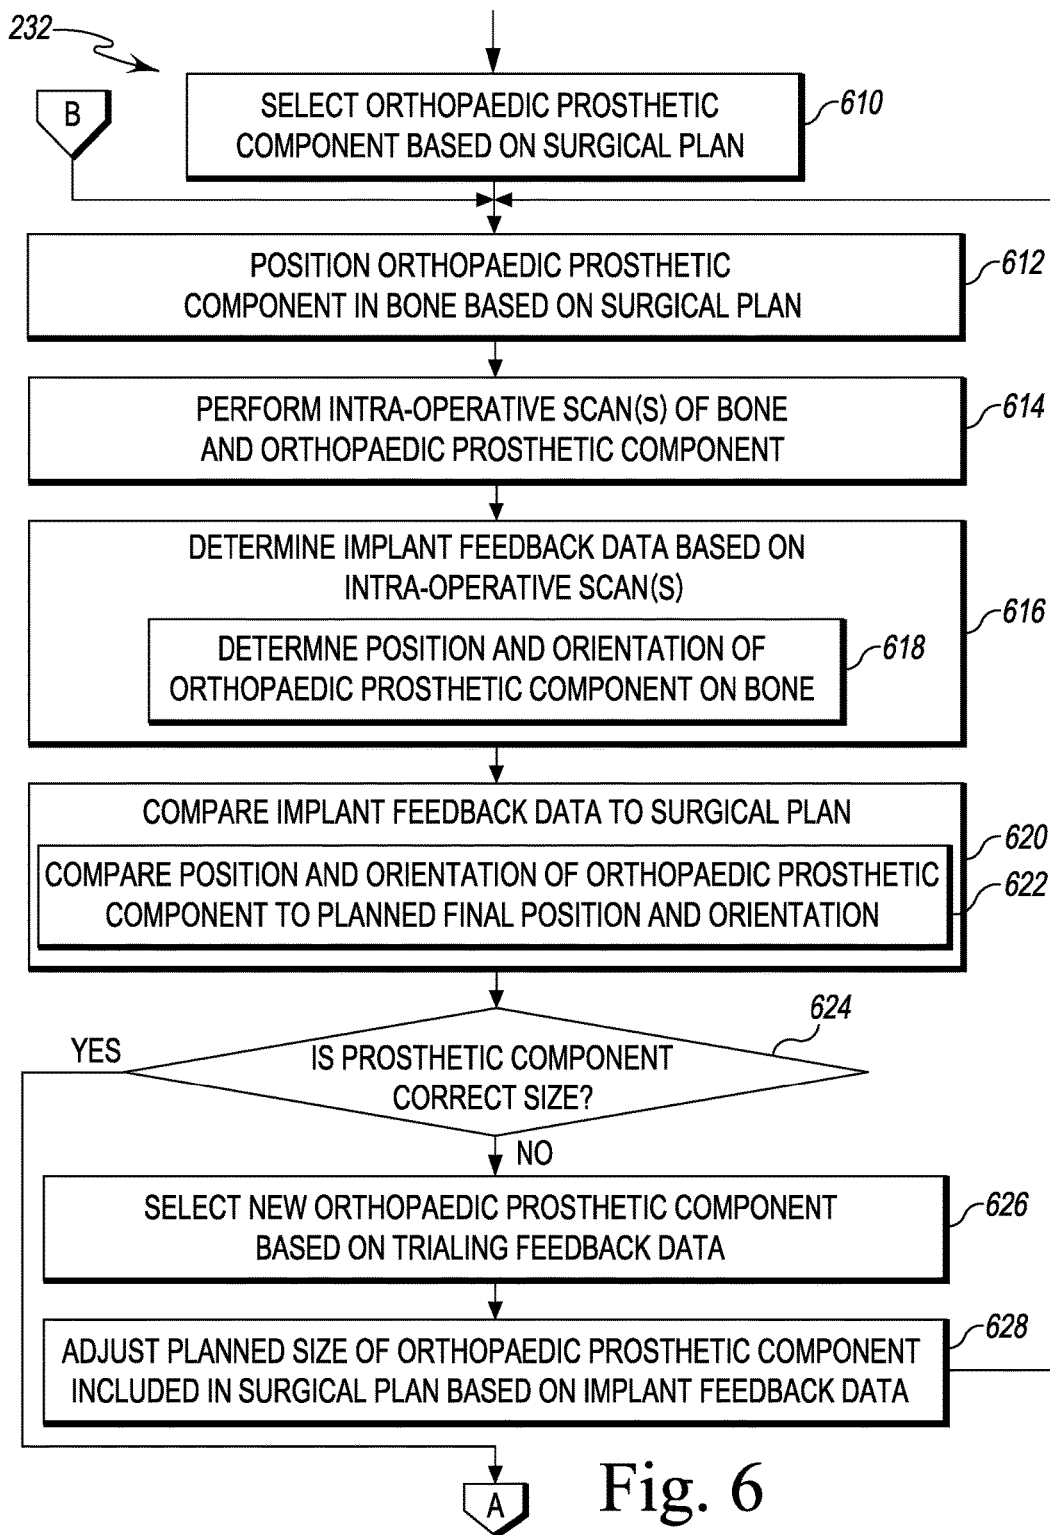 232
B
SELECT ORTHOPAEDIC PROSTHETIC
COMPONENT BASED ON SURGICAL PLAN
610
POSITION ORTHOPAEDIC PROSTHETIC
COMPONENT IN BONE BASED ON SURGICAL PLAN
612
PERFORM INTRA-OPERATIVE SCAN(S) OF BONE
AND ORTHOPAEDIC PROSTHETIC COMPONENT
614
DETERMINE IMPLANT FEEDBACK DATA BASED ON
INTRA-OPERATIVE SCAN(S)
616
DETERMNE POSITION AND ORIENTATION OF
ORTHOPAEDIC PROSTHETIC COMPONENT ON BONE
618
COMPARE IMPLANT FEEDBACK DATA TO SURGICAL PLAN
620
COMPARE POSITION AND ORIENTATION OF ORTHOPAEDIC PROSTHETIC
COMPONENT TO PLANNED FINAL POSITION AND ORIENTATION
622
624
YES
IS PROSTHETIC COMPONENT
CORRECT SIZE?
NO
SELECT NEW ORTHOPAEDIC PROSTHETIC COMPONENT
BASED ON TRIALING FEEDBACK DATA
626
ADJUST PLANNED SIZE OF ORTHOPAEDIC PROSTHETIC COMPONENT
INCLUDED IN SURGICAL PLAN BASED ON IMPLANT FEEDBACK DATA
628
A
Fig. 6